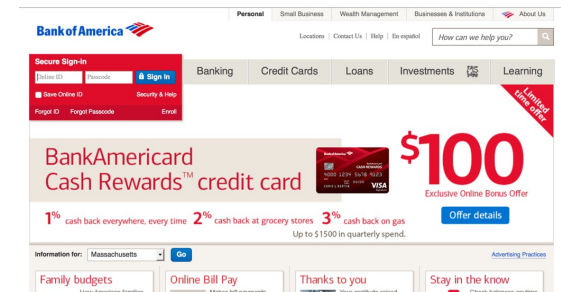 Personal Small Business Wealth Management Businesses & Institutions About Us
Bank of America
Locations Contact Us Help En español How can we help you?
Secure Sign-in
Online ID Passcode Sign In
Banking Credit Cards Loans Investments Learning
Save Online ID Security & Help
Forgot ID Forgot Passcode Enroll
Limited
time offer
BankAmericard
Cash Rewards™ credit card
$100
Exclusive Online Bonus Offer
Offer details
1% cash back everywhere, every time 2% cash back at grocery stores 3% cash back on gas
Up to $1500 in quarterly spend.
Information for: Massachusetts Go Advertising Practices
Family budgets Online Bill Pay Thanks to you Stay in the know